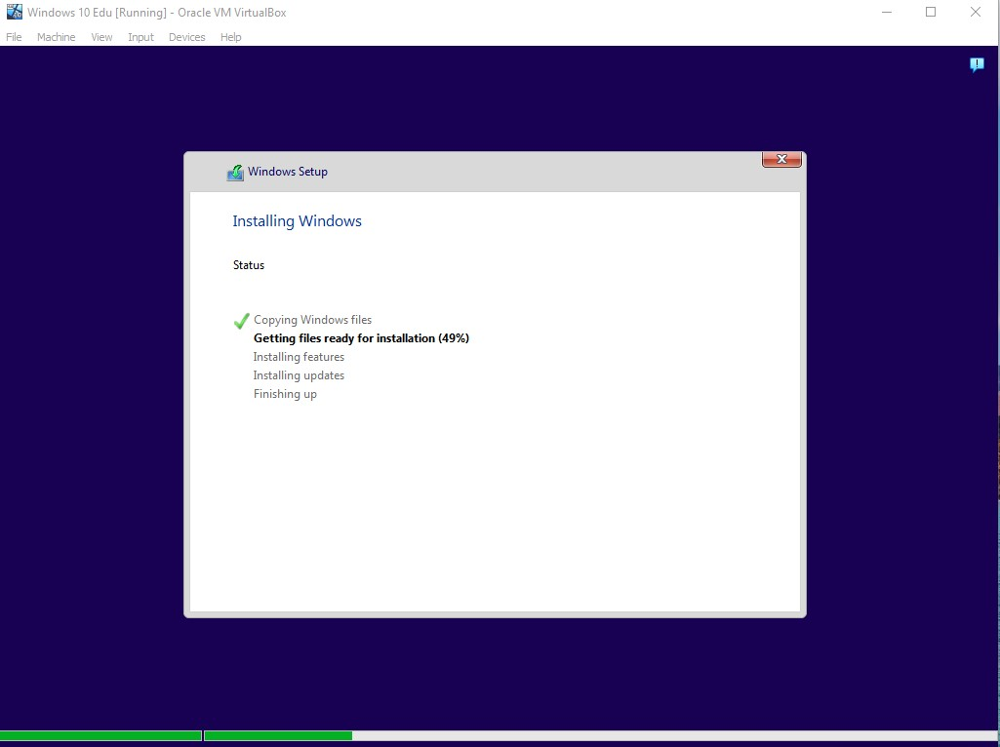 Windows 10 Edu [Running] - Oracle VM VirtualBox
File Machine View Input Devices Help
Windows Setup
Installing Windows
Status
Copying Windows files
Getting files ready for installation (49%)
Installing features
Installing updates
Finishing up